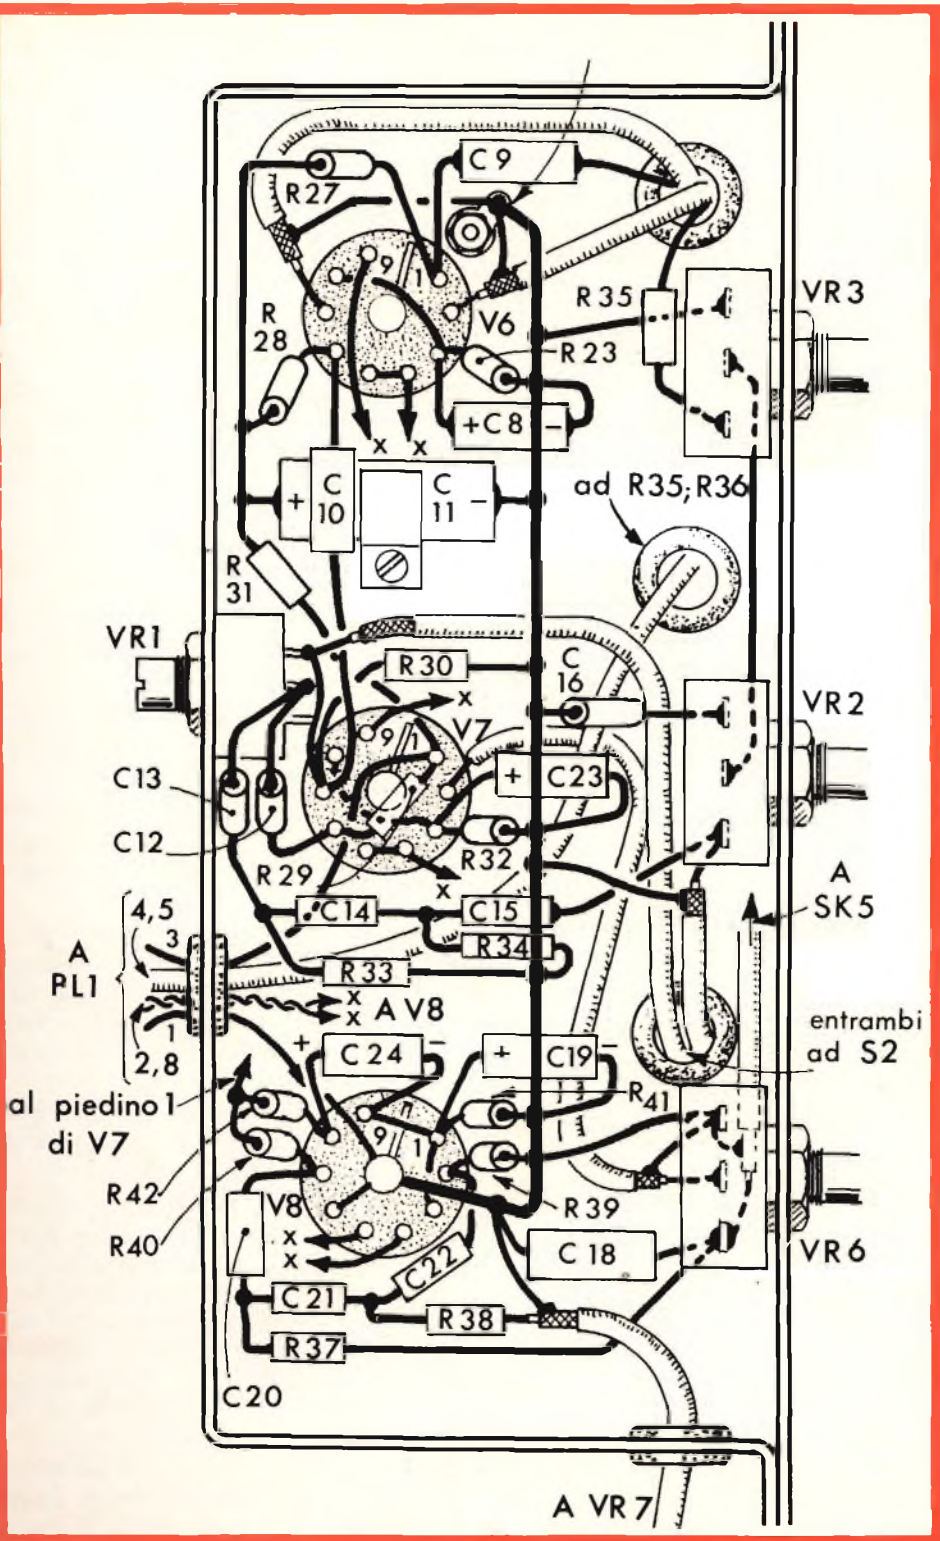 C 9
R27
9
1
R
28
V6
R35
VR3
R23
+C8 –
x x
+
C
10
C
11
–
ad R35;R36
R
31
VR1
R30
C
16
x
9
1
V7
VR2
C13
+ C23
C12
R29
R32
x
A
SK5
4,5
3
C14
C15
R34
A
PL1
R33
x
x
A V8
1
2,8
entrambi
ad S2
+ C24 –
+ C19 –
R41
al piedino 1
di V7
9
1
R42
V8
R39
R40
x
x
C22
C 18
VR6
C21
R38
R37
C20
A VR7